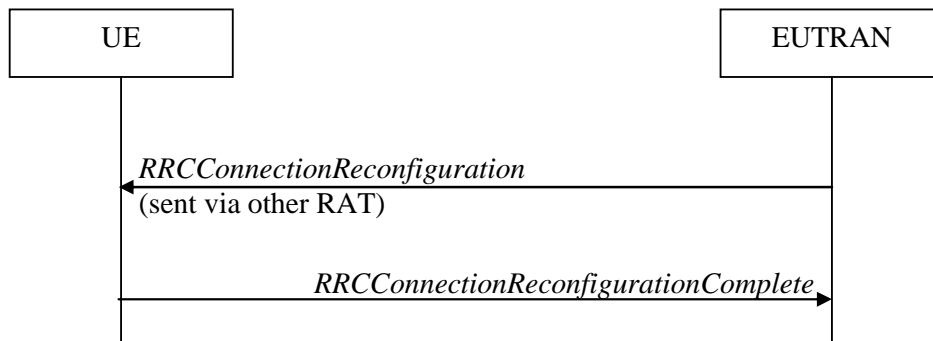 UE
EUTRAN
RRCConnectionReconfiguration
(sent via other RAT)
RRCConnectionReconfigurationComplete